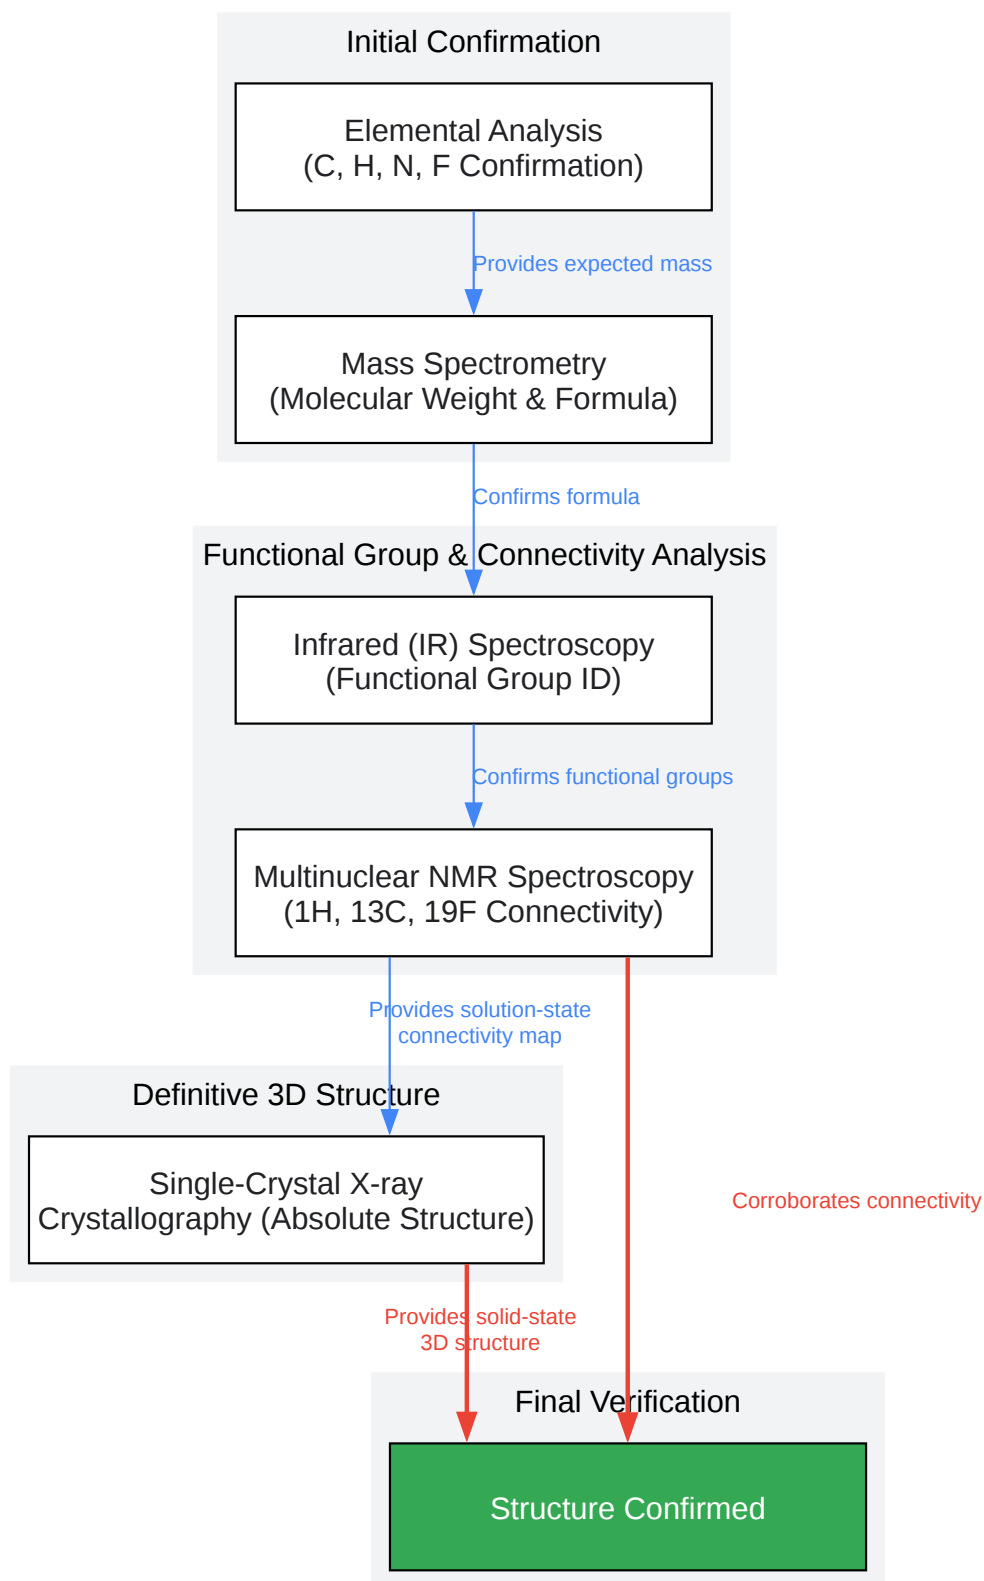 Initial Confirmation
Elemental Analysis
(C, H, N, F Confirmation)
Provides expected mass
Mass Spectrometry
(Molecular Weight & Formula)
Confirms formula
Functional Group & Connectivity Analysis
Infrared (IR) Spectroscopy
(Functional Group ID)
Confirms functional groups
Multinuclear NMR Spectroscopy
(1H, 13C, 19F Connectivity)
Provides solution-state
connectivity map
Definitive 3D Structure
Single-Crystal X-ray
Crystallography (Absolute Structure)
Corroborates connectivity
Provides solid-state
3D structure
Final Verification
Structure Confirmed